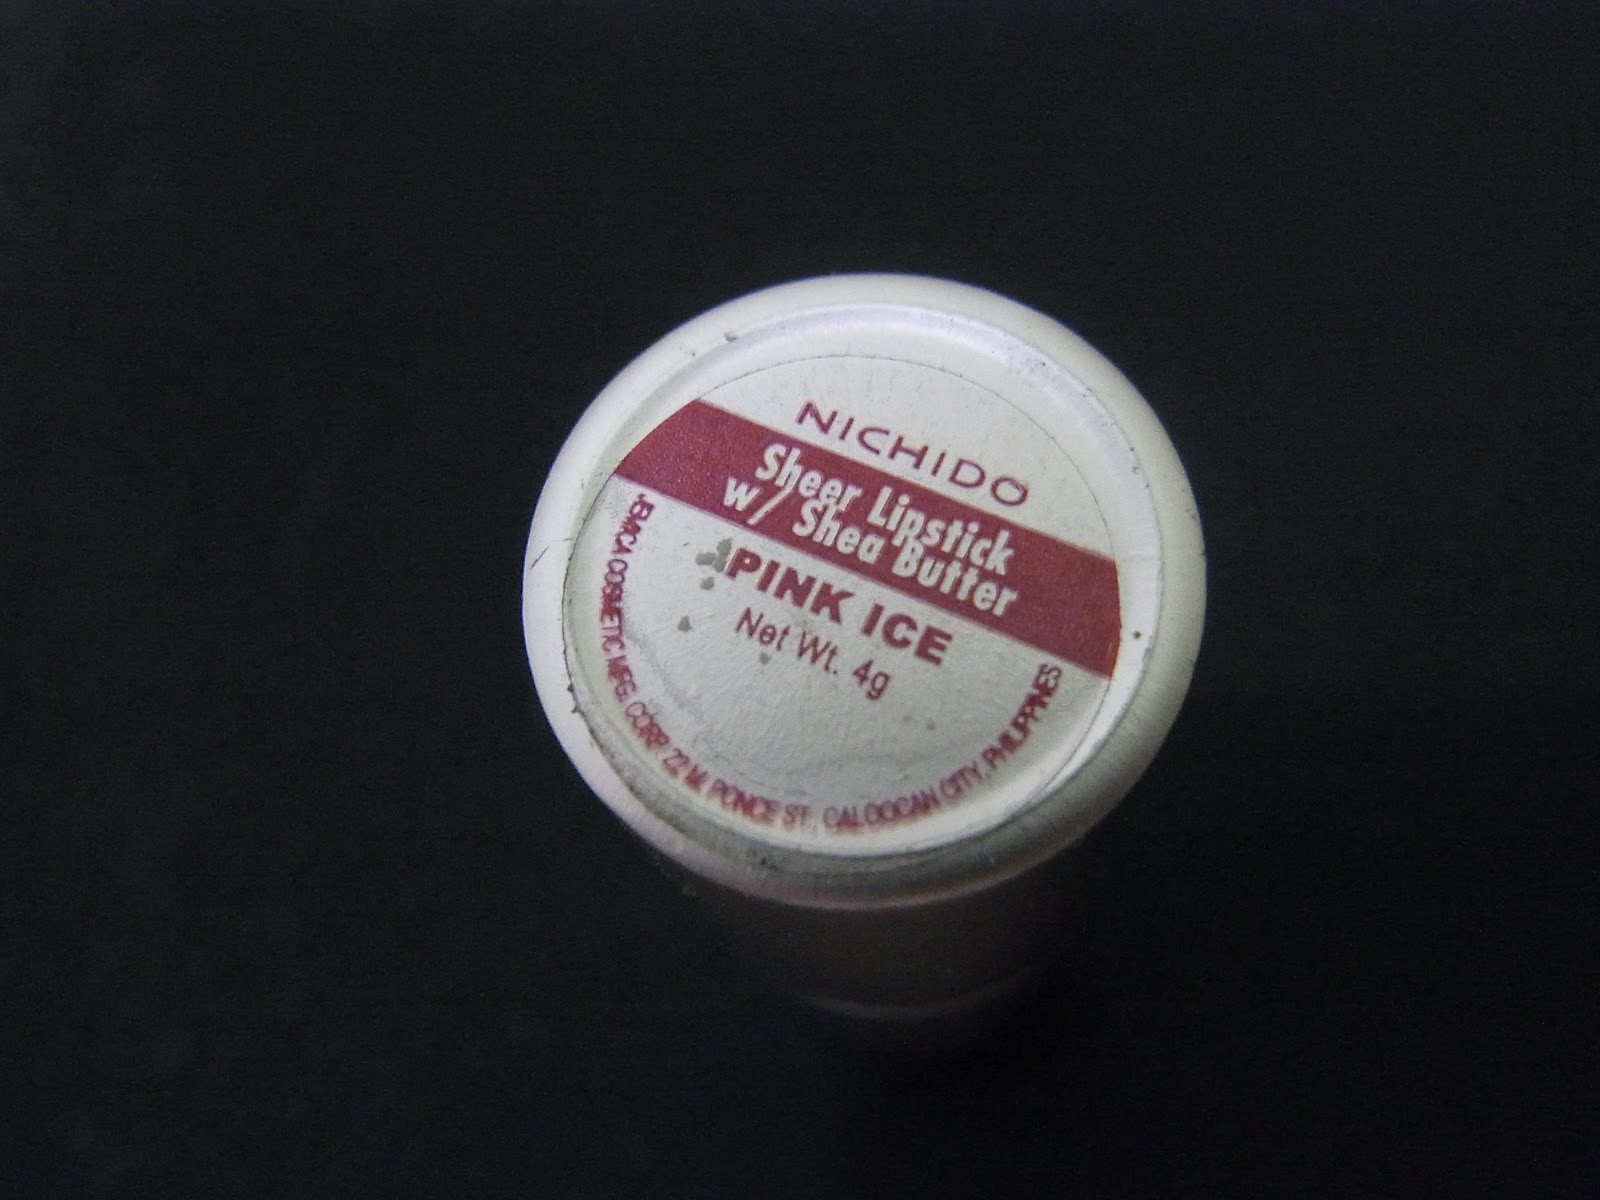 NICHIDO
Sheer Lipstick
w/ Shea Butter
PINK ICE
Net Wt. 4g
JEMCA COSMETIC MFG. CORP. 22 M. PONCE ST., CALOOCAN CITY, PHILIPPINES